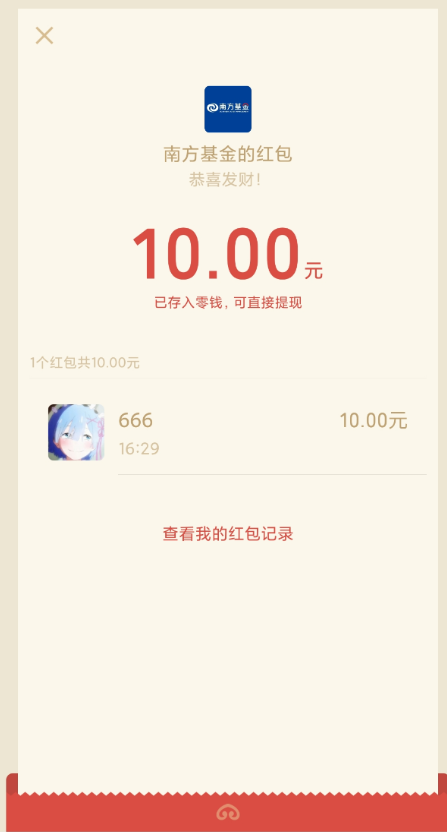 南方基金
南方基金的红包
恭喜发财!
10.00元
已存入零钱，可直接提现
1个红包共10.00元
666 10.00元
16:29
查看我的红包记录